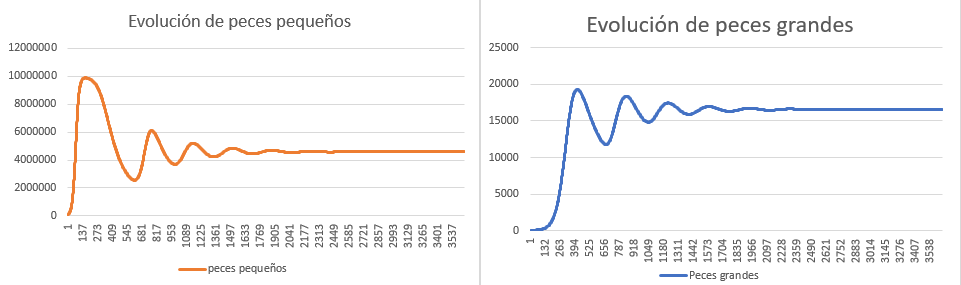 Evolución de peces pequeños
12000000
10000000
8000000
6000000
4000000
2000000
0
1 137 273 409 545 681 817 953 1089 1225 1361 1497 1633 1769 1905 2041 2177 2313 2449 2585 2721 2857 2993 3129 3265 3401 3537
peces pequeños
Evolución de peces grandes
25000
20000
15000
10000
5000
0
1 132 263 394 525 656 787 918 1049 1180 1311 1442 1573 1704 1835 1966 2097 2228 2359 2490 2621 2752 2883 3014 3145 3276 3407 3538
Peces grandes